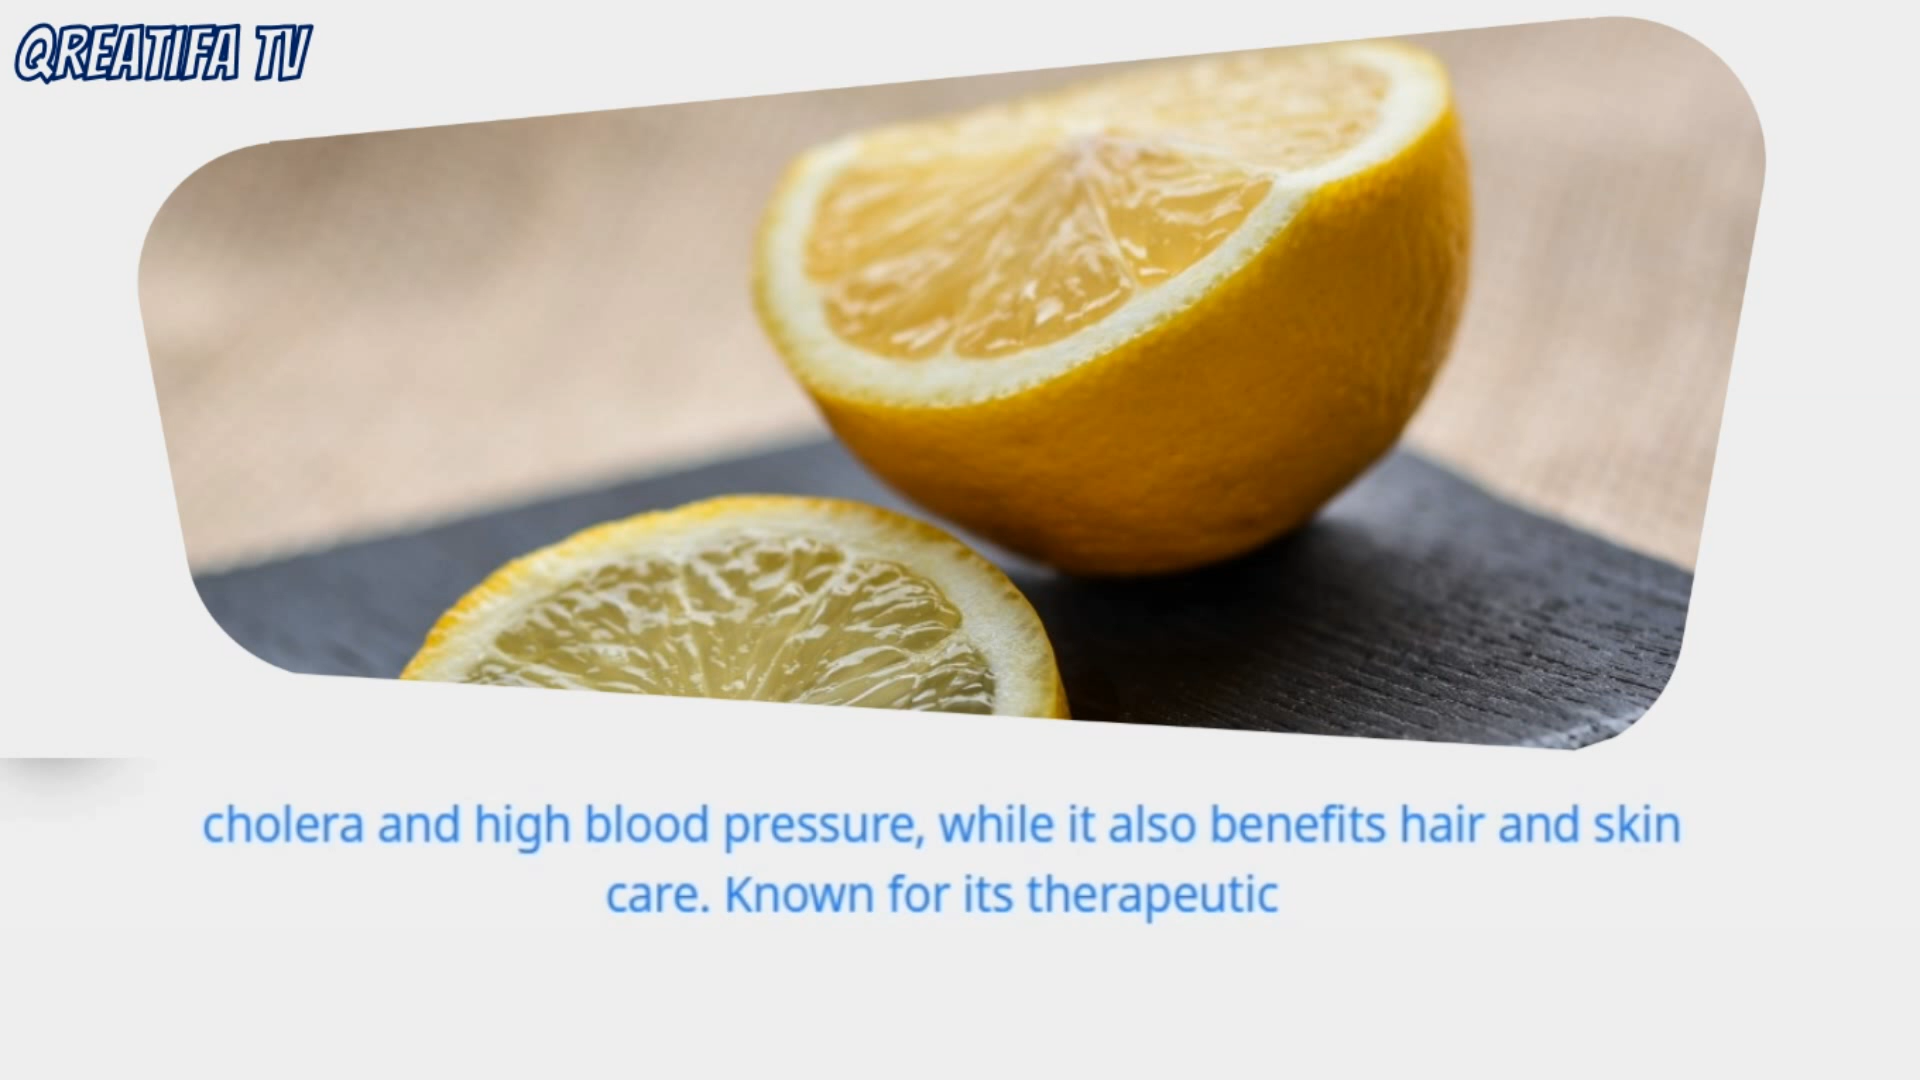 QREATIFA TV
cholera and high blood pressure, while it also benefits hair and skin
care. Known for its therapeutic